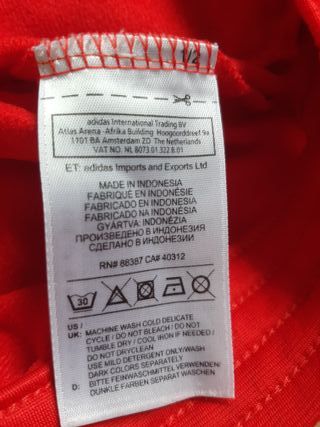 1/2
adidas International Trading BV
Atlas Arena -Afrika Building Hoogoorddreef 9a
1101 BA Amsterdam ZO The Netherlands
VAT NO. NL 8073.01.322.B.01
ET: adidas Imports and Exports Ltd
MADE IN INDONESIA
FABRIQUÉ EN INDONÉSIE
FABRICADO EN INDONESIA
FABRICADO NA INDONÉSIA
GYÁRTVA: INDONÉZIA
ПРОИЗВЕДЕНО В ИНДОНЕЗИЯ
СДЕЛАНО В ИНДОНЕЗИИ
RN# 88387 CA# 40312
30
US / UK: MACHINE WASH COLD DELICATE
CYCLE / DO NOT BLEACH / DO NOT
TUMBLE DRY / COOL IRON IF NEEDED /
DO NOT DRYCLEAN
USE MILD DETERGENT ONLY/WASH
DARK COLORS SEPARATELY
D: BITTE FEINWASCHMITTEL VERWENDEN/
DUNKLE FARBEN SEPARAT WASCHEN